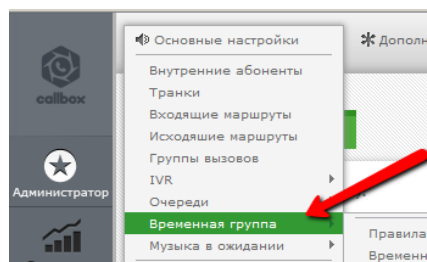 Основные настройки
Дополн
Внутренние абоненты
Транки
callbox
Входящие маршруты
Исходящие маршруты
Группы вызовов
IVR
Администратор
Очереди
Временная группа
Правила
Музыка в ожидании
Времен